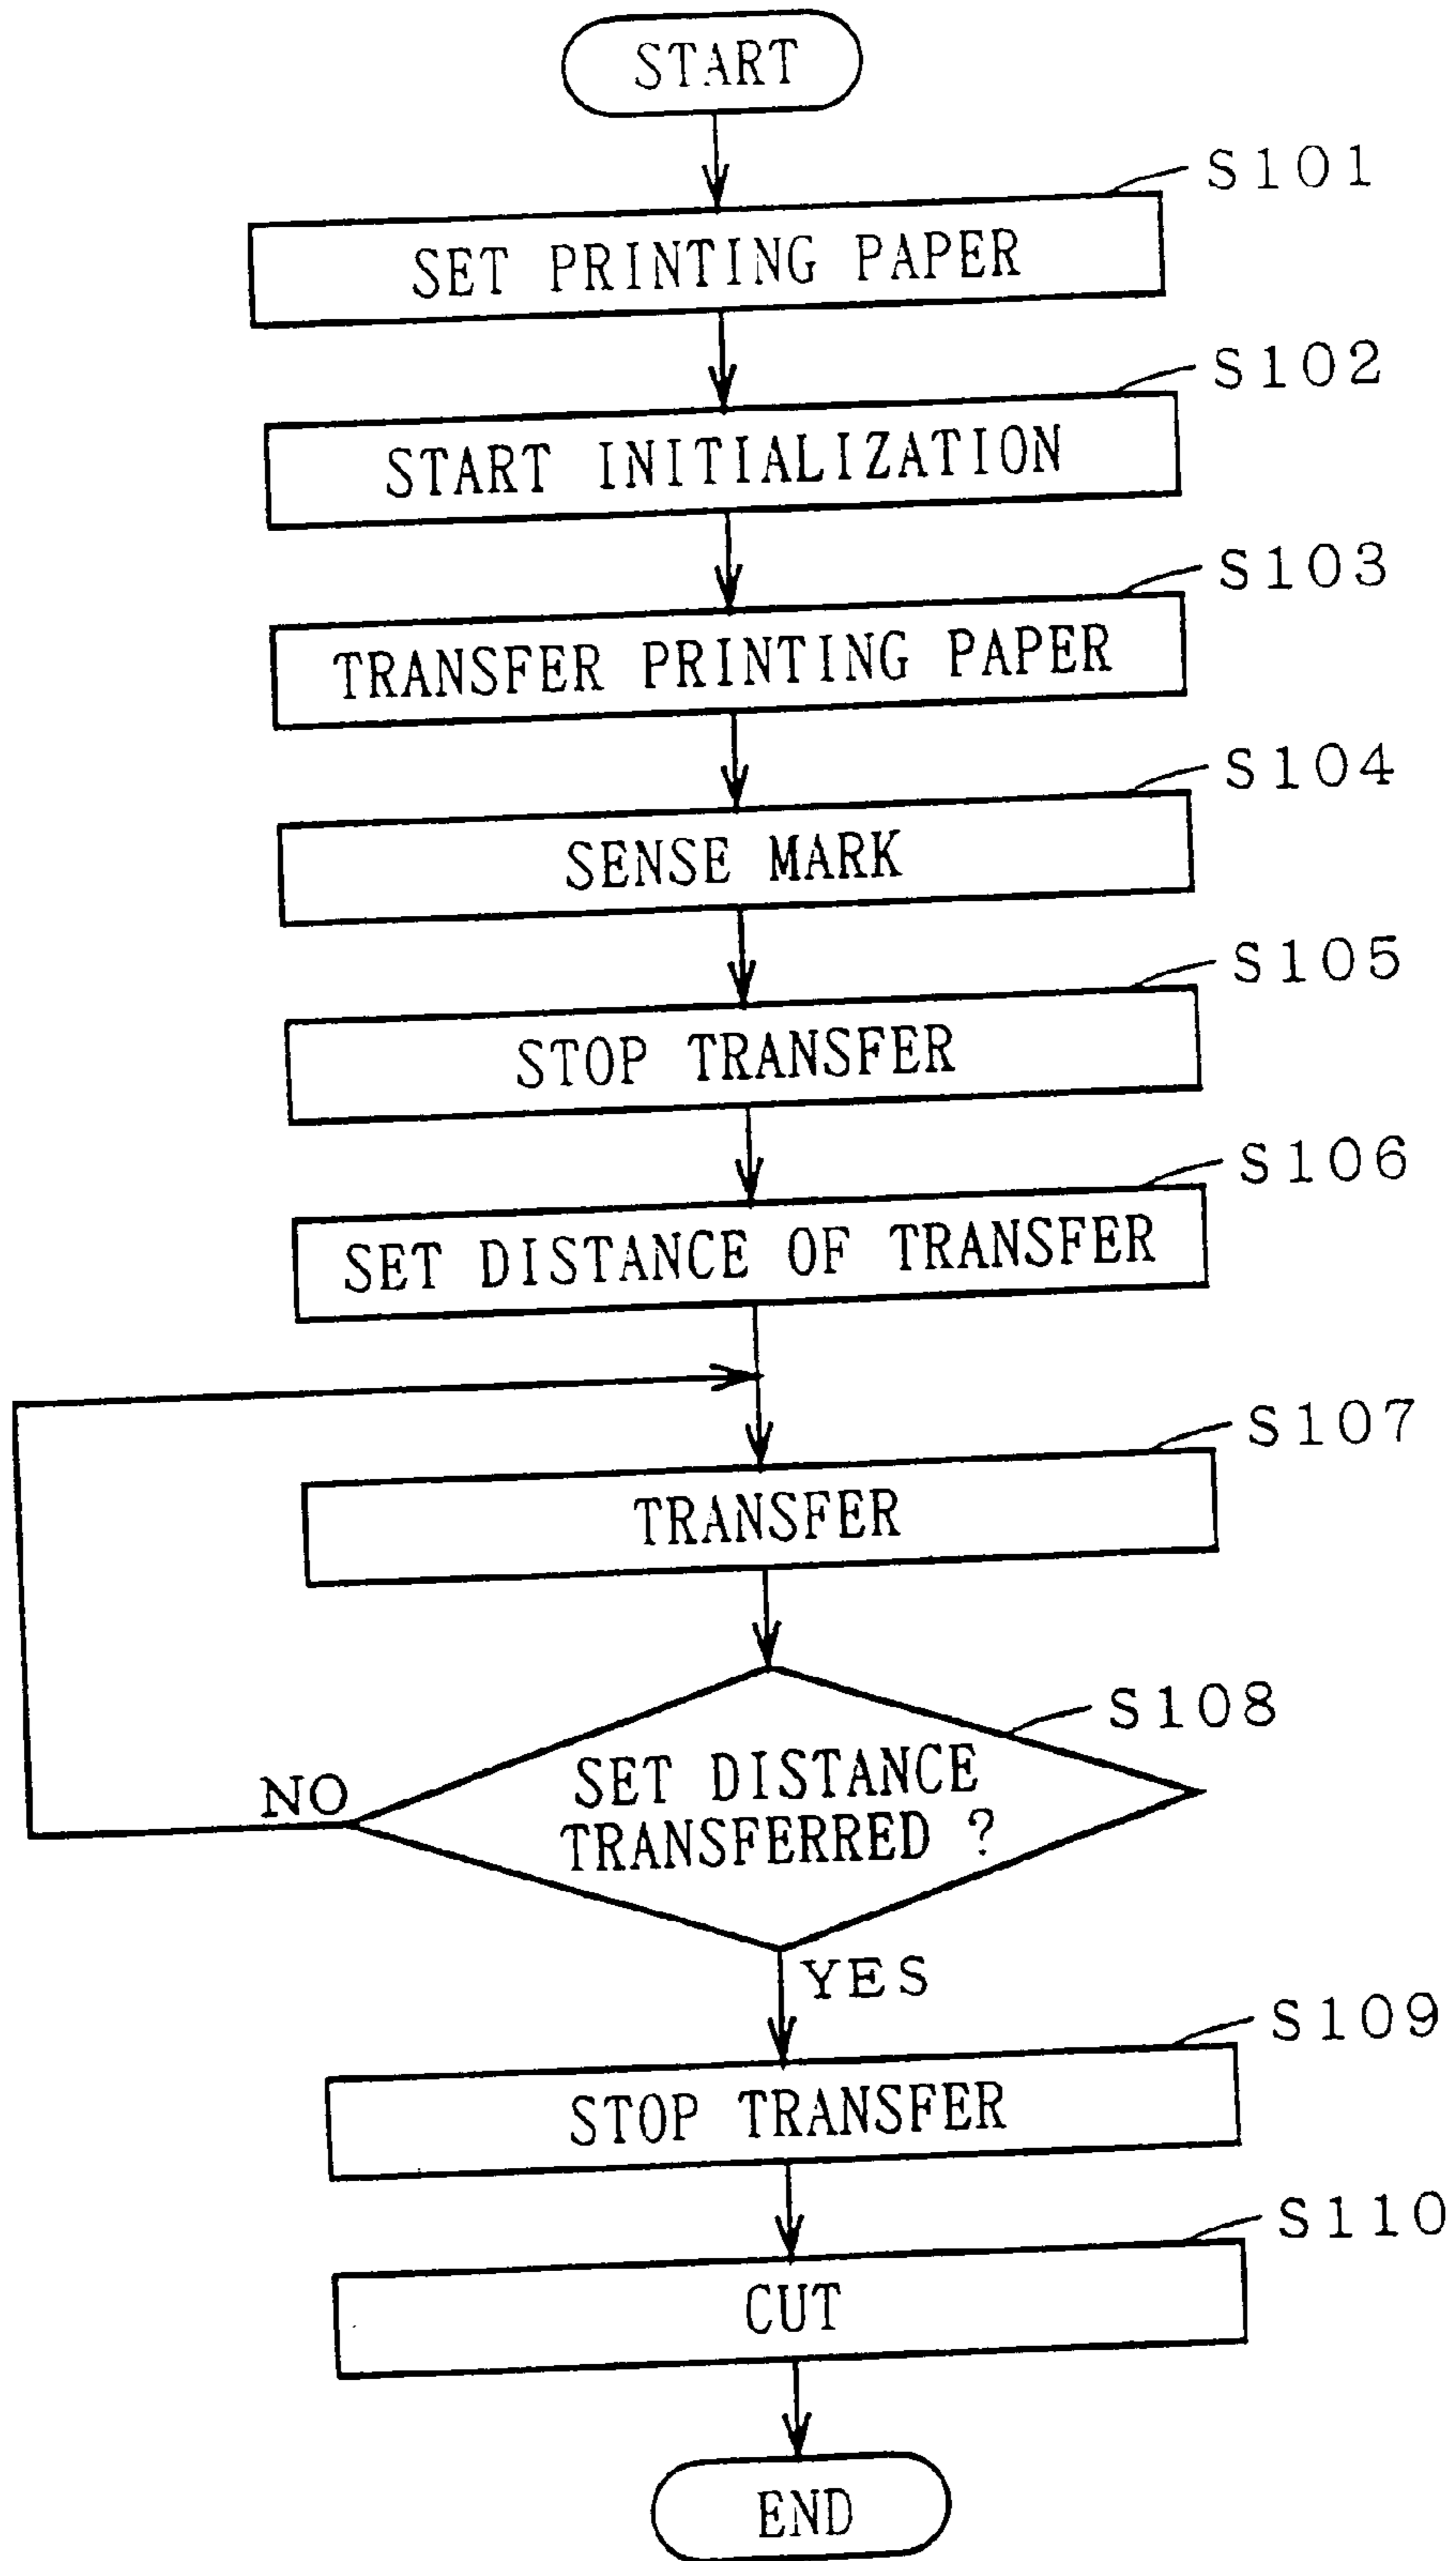 START
S101
SET PRINTING PAPER
S102
START INITIALIZATION
S103
TRANSFER PRINTING PAPER
S104
SENSE MARK
S105
STOP TRANSFER
S106
SET DISTANCE OF TRANSFER
S107
TRANSFER
S108
SET DISTANCE
TRANSFERRED ?
NO
YES
S109
STOP TRANSFER
S110
CUT
END